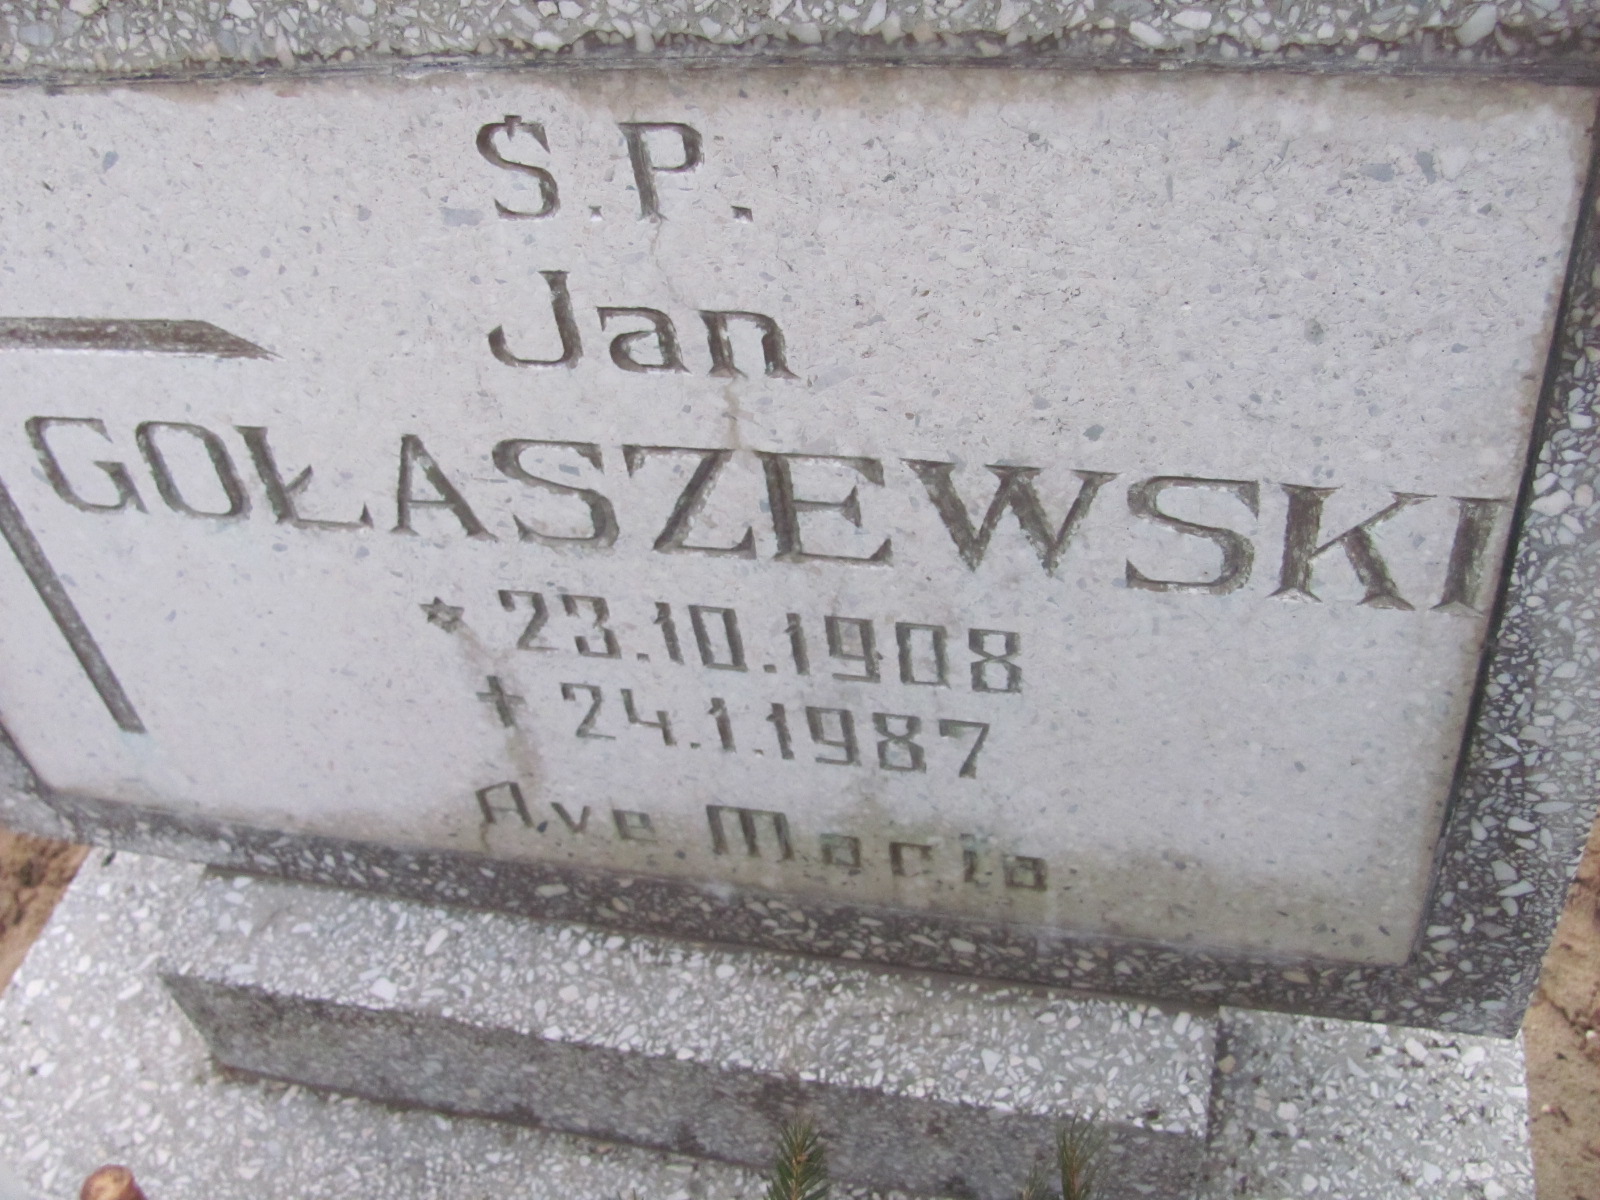 Ś.P.
Jan
GOŁASZEWSKI
* 23.10.1908
† 24.1.1987
Ave Maria